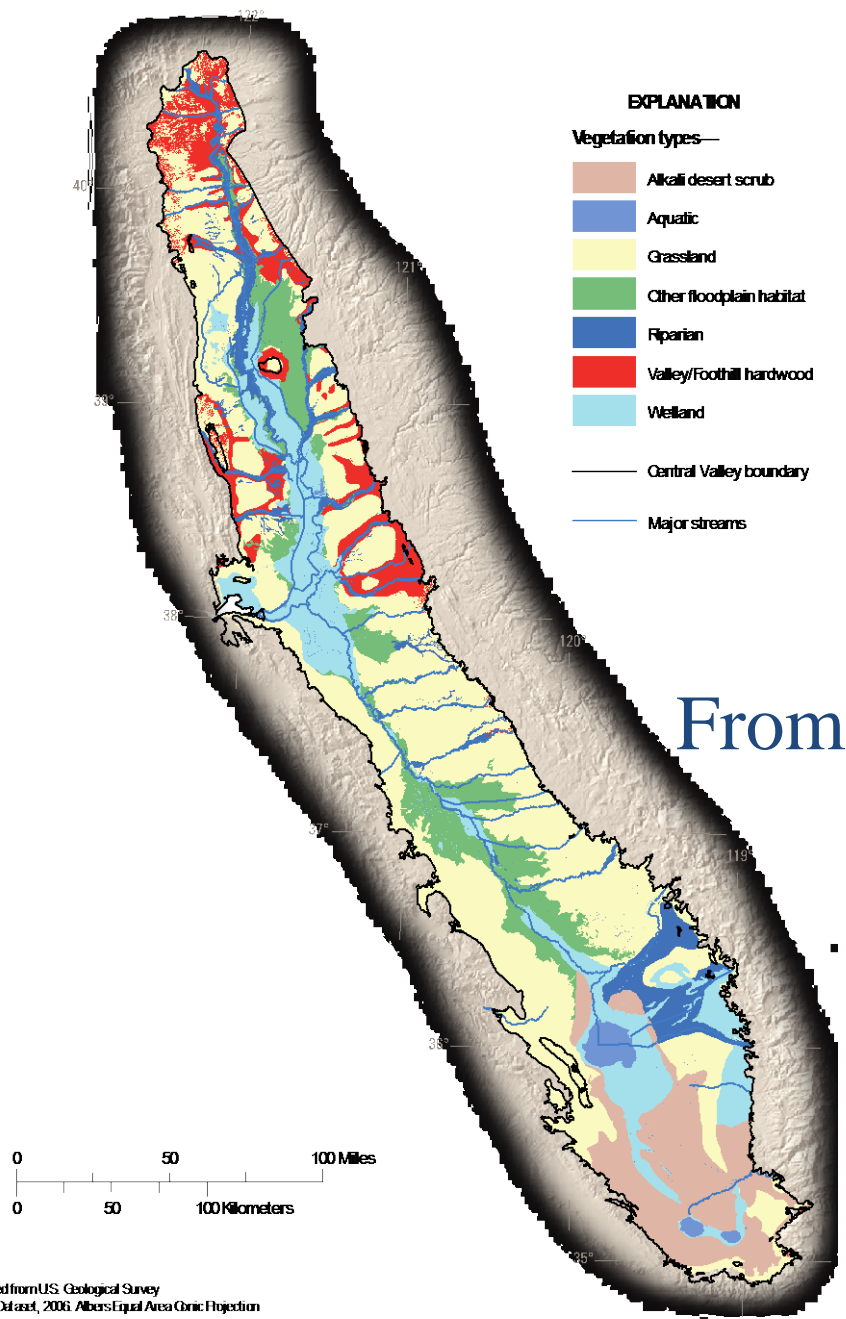 122°
EXPLANATION
Vegetation types—
Alkali desert scrub
40°
Aquatic
Grassland
121°
Other floodplain habitat
Riparian
Valley/Foothill hardwood
39°
Wetland
Central Valley boundary
Major streams
38°
120°
From
37°
119°
36°
0 50 100 Miles
0 50 100 Kilometers
35°
ed from U.S. Geological Survey
Dataset, 2006. Albers Equal Area Conic Projection